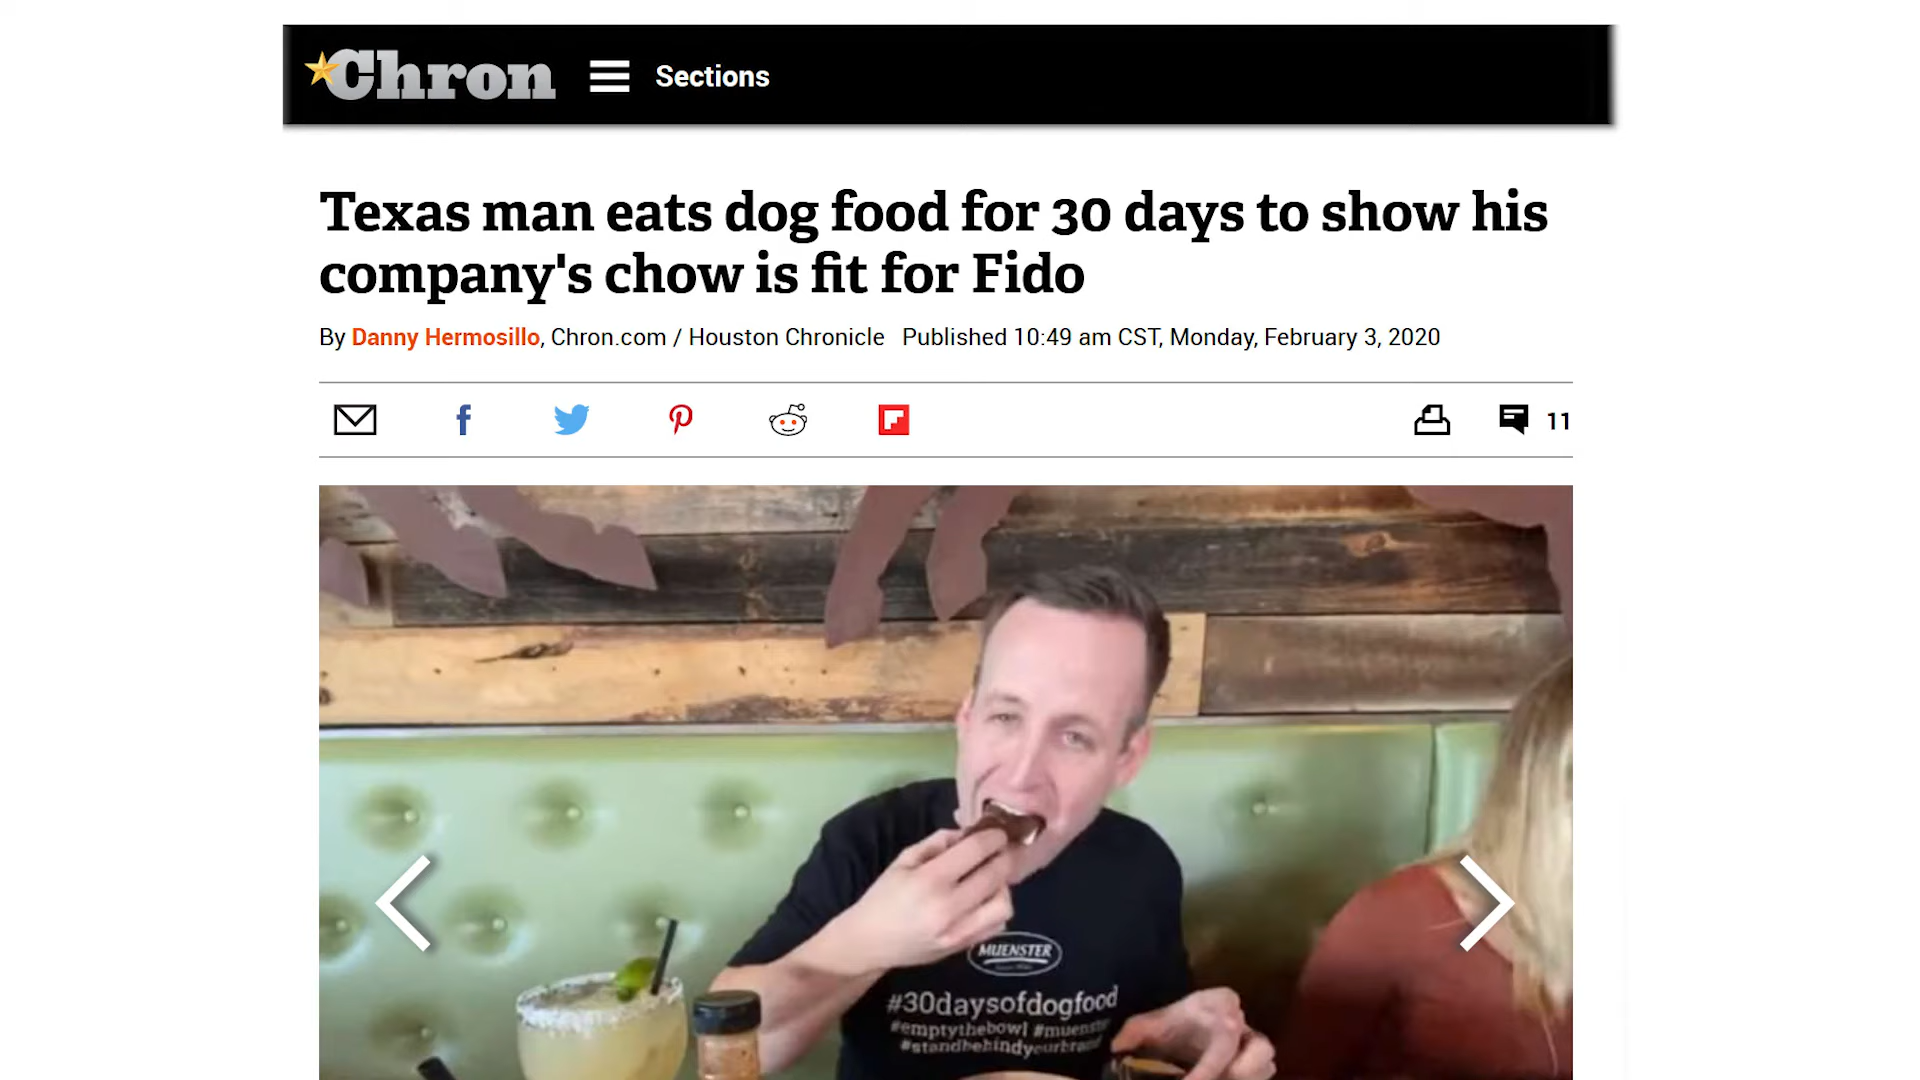 Chron
Sections
Texas man eats dog food for 30 days to show his
company's chow is fit for Fido
By Danny Hermosillo, Chron.com / Houston Chronicle Published 10:49 am CST, Monday, February 3, 2020
11
MUENSTER
#30daysofdogfood
#emptythebowl #muenster
#standbehindyourbrand